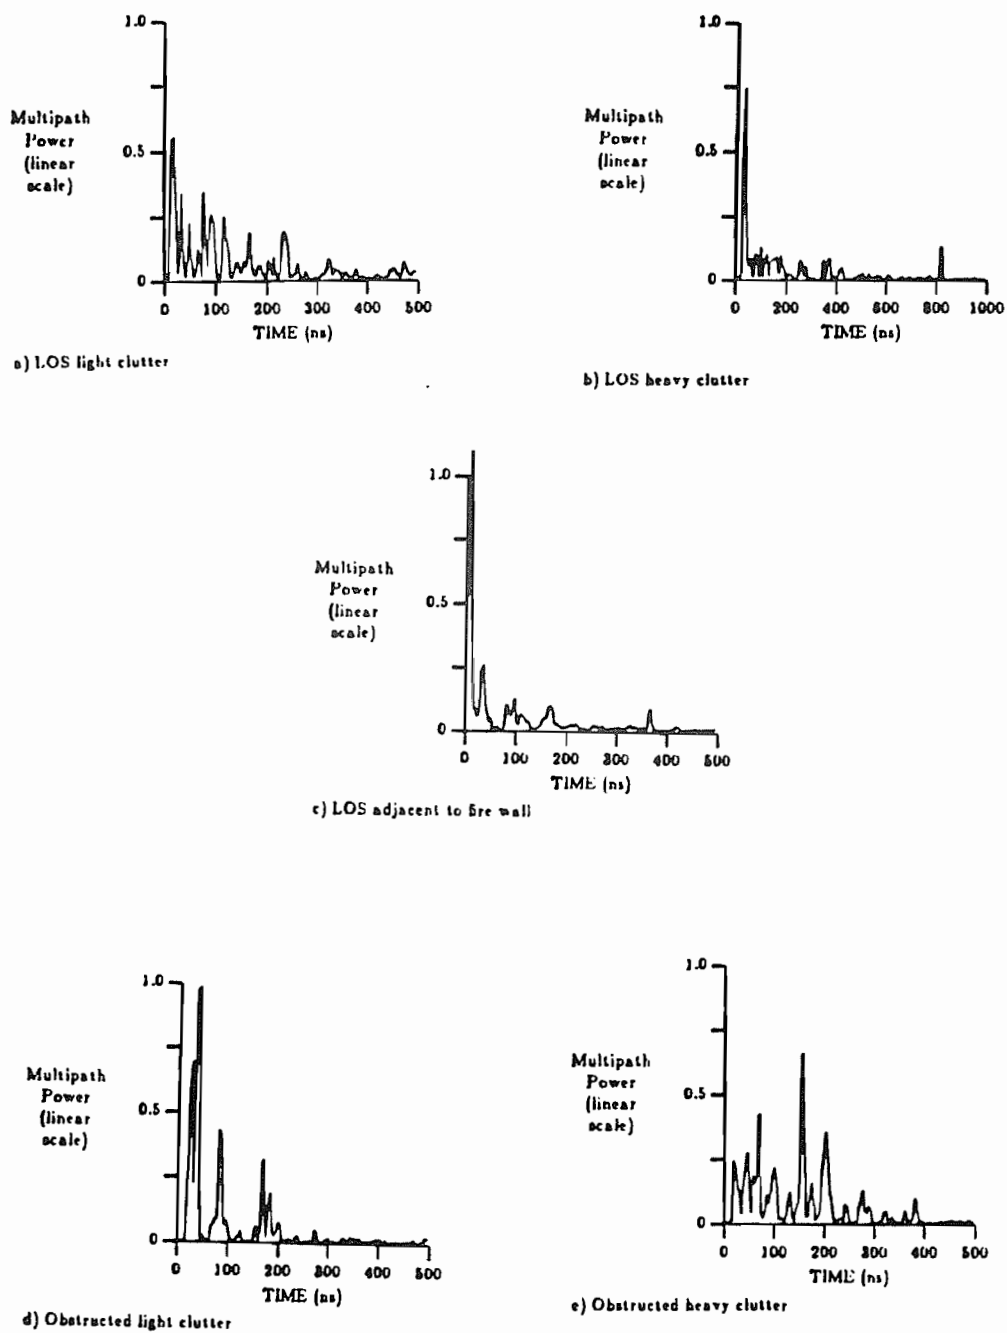 1.0
Multipath
Power
(linear
scale)
0.5
0
0 100 200 300 400 500
TIME (ns)
a) LOS light clutter
1.0
Multipath
Power
(linear
scale)
0.5
0
0 200 400 600 800 1000
TIME (ns)
b) LOS heavy clutter
1.0
Multipath
Power
(linear
scale)
0.5
0
0 100 200 300 400 500
TIME (ns)
c) LOS adjacent to fire wall
1.0
Multipath
Power
(linear
scale)
0.5
0
0 100 200 300 400 500
TIME (ns)
d) Obstructed light clutter
1.0
Multipath
Power
(linear
scale)
0.5
0
0 100 200 300 400 500
TIME (ns)
e) Obstructed heavy clutter